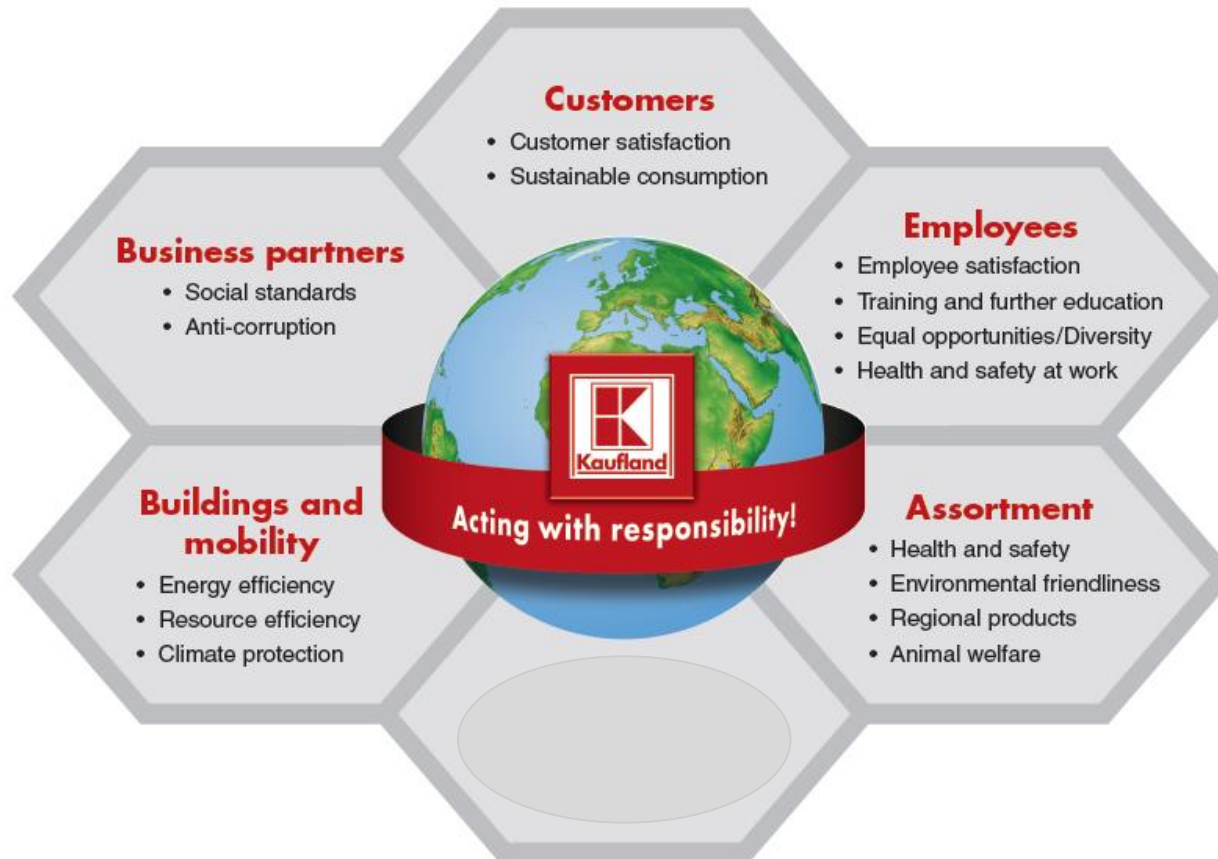 Customers
• Customer satisfaction
• Sustainable consumption
Employees
• Employee satisfaction
• Training and further education
• Equal opportunities/Diversity
• Health and safety at work
Business partners
• Social standards
• Anti-corruption
Kaufland
Acting with responsibility!
Buildings and
mobility
• Energy efficiency
• Resource efficiency
• Climate protection
Assortment
• Health and safety
• Environmental friendliness
• Regional products
• Animal welfare